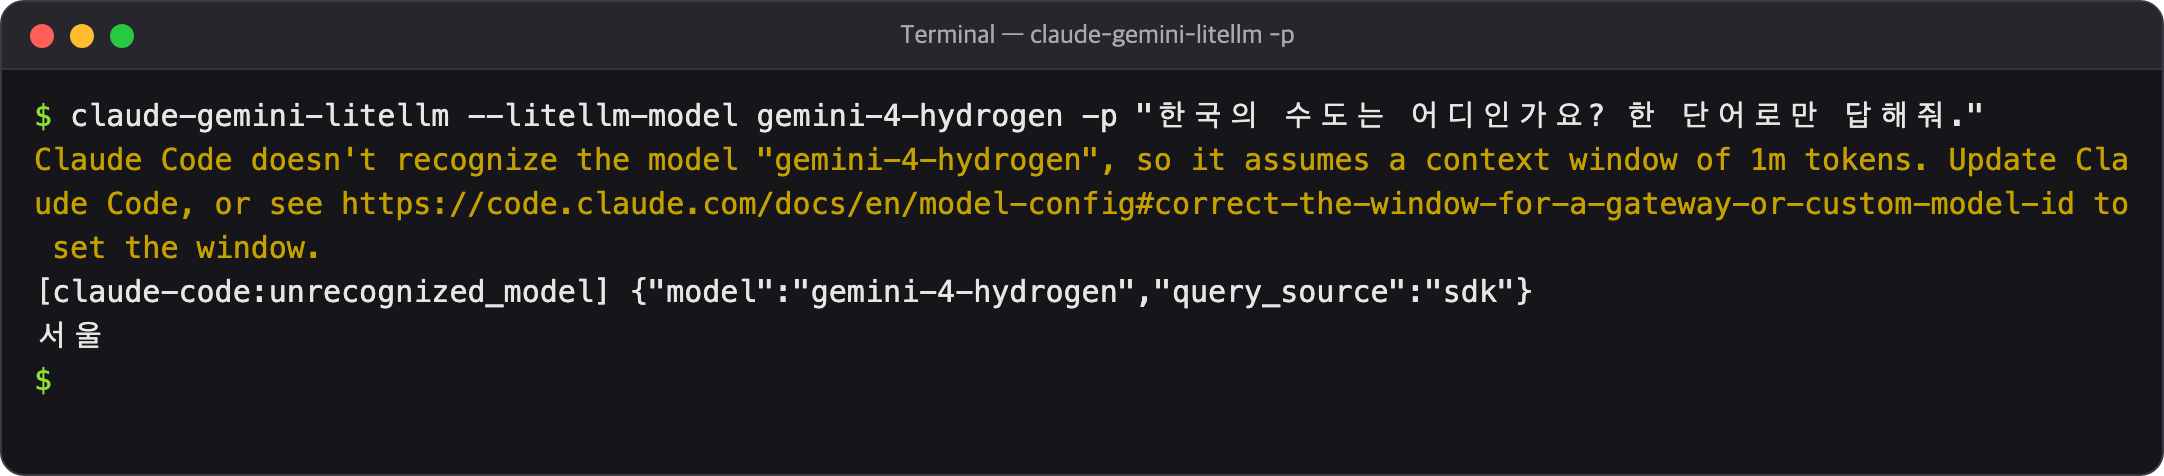 Terminal — claude-gemini-litellm -p
$ claude-gemini-litellm --litellm-model gemini-4-hydrogen -p "한국의 수도는 어디인가요? 한 단어로만 답해줘."
Claude Code doesn't recognize the model "gemini-4-hydrogen", so it assumes a context window of 1m tokens. Update Cla
ude Code, or see https://code.claude.com/docs/en/model-config#correct-the-window-for-a-gateway-or-custom-model-id to
 set the window.
[claude-code:unrecognized_model] {"model":"gemini-4-hydrogen","query_source":"sdk"}
서울
$